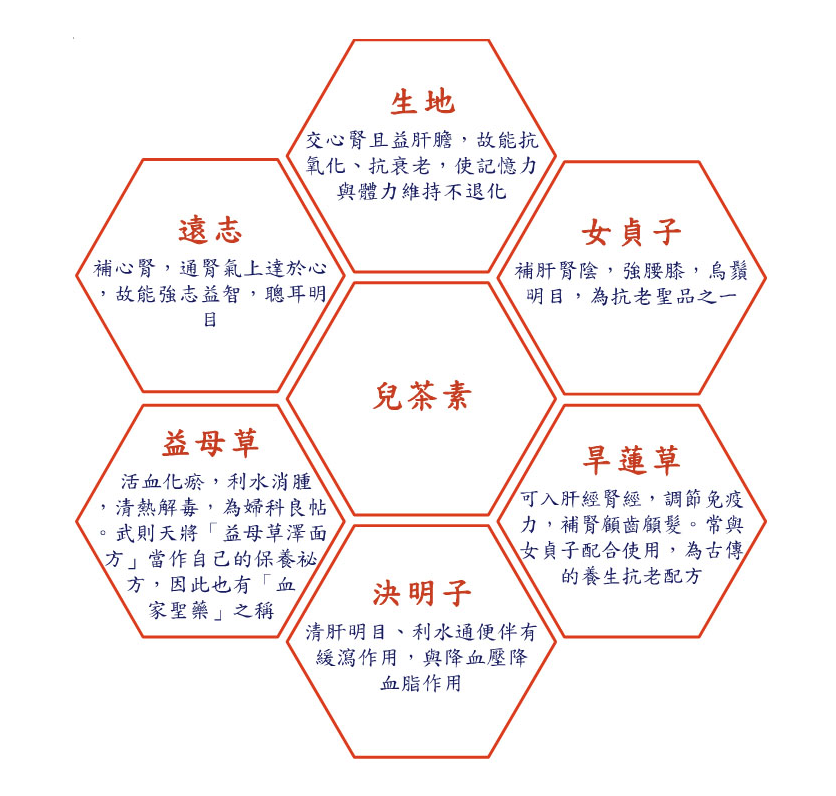 生地
交心腎且益肝膽，故能抗
氧化、抗衰老，使記憶力
與體力維持不退化
遠志
補心腎，通腎氣上達於心
，故能強志益智，聰耳明
目
女貞子
補肝腎陰，強腰膝，烏鬚
明目，為抗老聖品之一
兒茶素
益母草
活血化瘀，利水消腫
，清熱解毒，為婦科良帖
。武則天將「益母草澤面
方」當作自己的保養祕
方，因此也有「血
家聖藥」之稱
旱蓮草
可入肝經腎經，調節免疫
力，補腎顧齒顧髮。常與
女貞子配合使用，為古傳
的養生抗老配方
決明子
清肝明目、利水通便伴有
緩瀉作用，與降血壓降
血脂作用